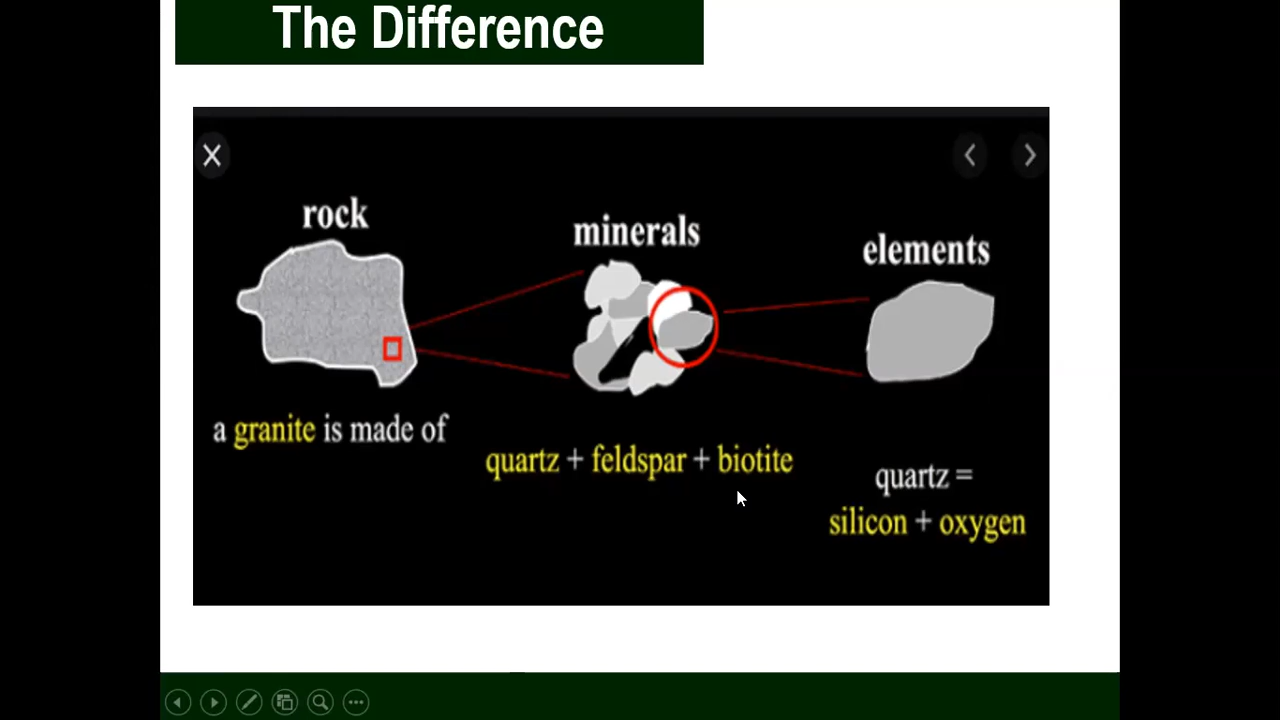 The Difference
rock
minerals
elements
a granite is made of
quartz + feldspar + biotite
quartz =
silicon + oxygen